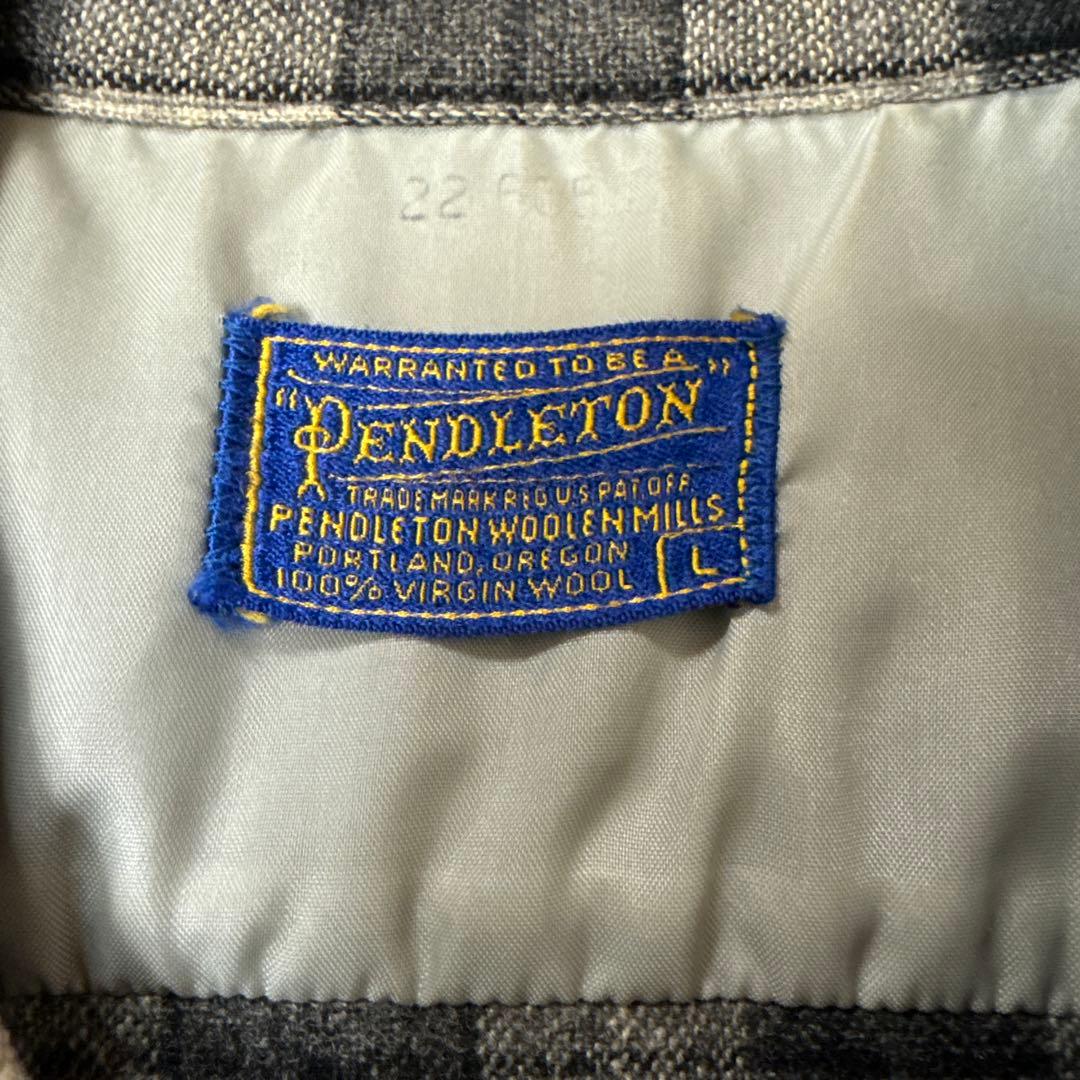 22
WARRANTED TO BE A
"PENDLETON"
TRADE MARK REG U.S. PAT. OFF.
PENDLETON WOOLEN MILLS
PORTLAND, OREGON
100% VIRGIN WOOL
L